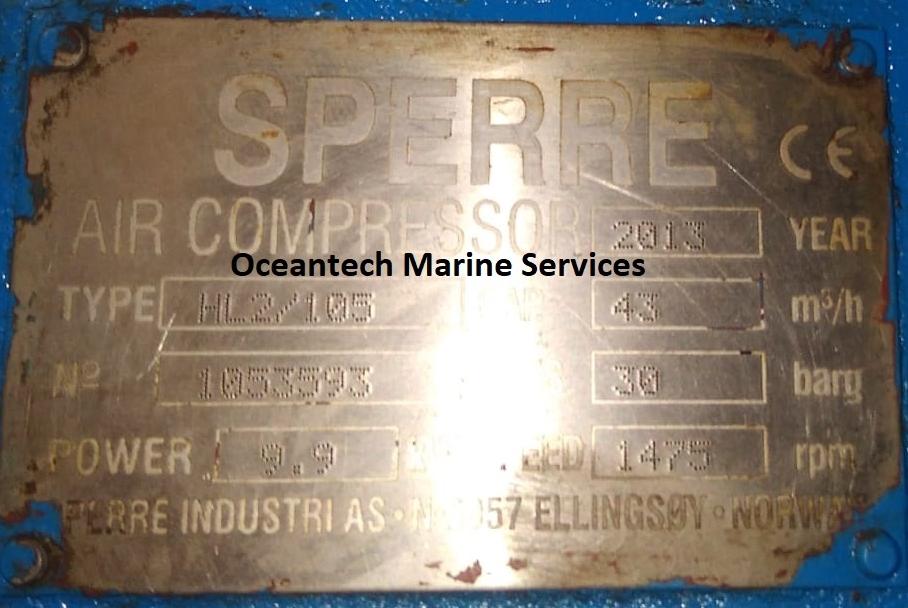 SPERRE CE
AIR COMPRESSOR 2013 YEAR
Oceantech Marine Services
TYPE HL2/105 43 m³/h
Nº 1053593 30 barg
POWER 9.9 1475 rpm
INDUSTRI AS · ELLINGSØY · NORWAY